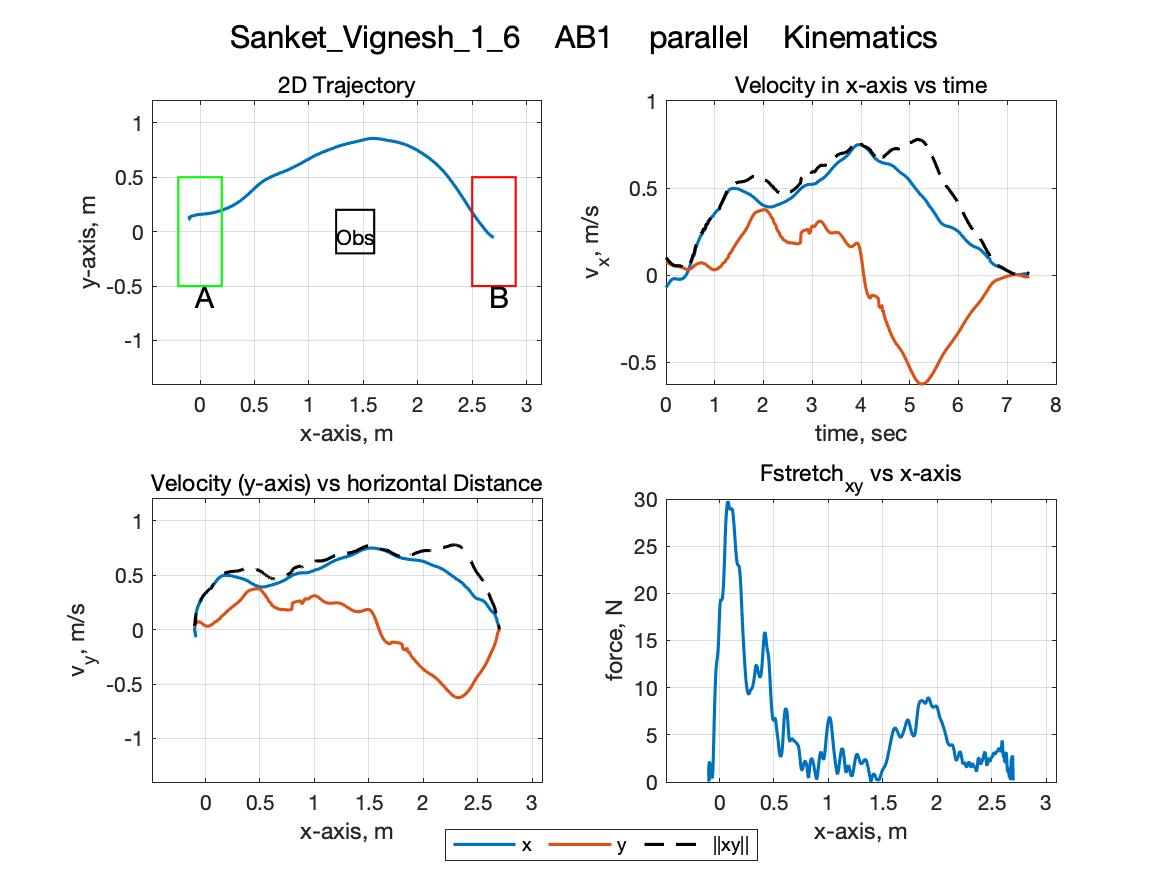 Sanket_Vignesh_1_6 AB1 parallel Kinematics
2D Trajectory
1
0.5
0
-0.5
-1
y-axis, m
Obs
A
B
0 0.5 1 1.5 2 2.5 3
x-axis, m
Velocity in x-axis vs time
1
0.5
0
-0.5
v_x, m/s
0 1 2 3 4 5 6 7 8
time, sec
Velocity (y-axis) vs horizontal Distance
1
0.5
0
-0.5
-1
v_y, m/s
0 0.5 1 1.5 2 2.5 3
x-axis, m
Fstretch_xy vs x-axis
30
25
20
15
10
5
0
force, N
0 0.5 1 1.5 2 2.5 3
x-axis, m
x y ||xy||